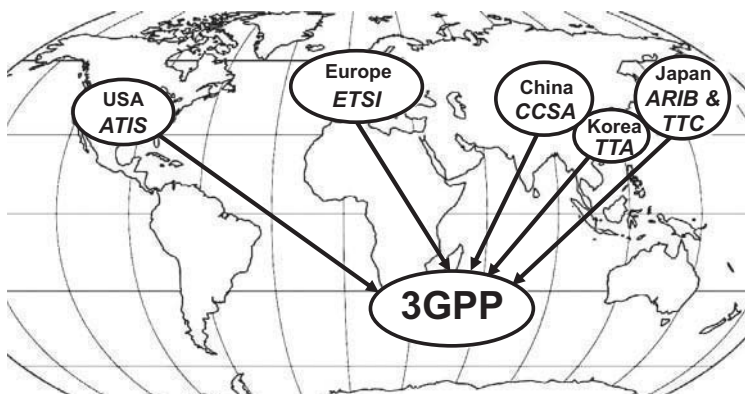 USA
ATIS
Europe
ETSI
China
CCSA
Korea
TTA
Japan
ARIB &
TTC
3GPP